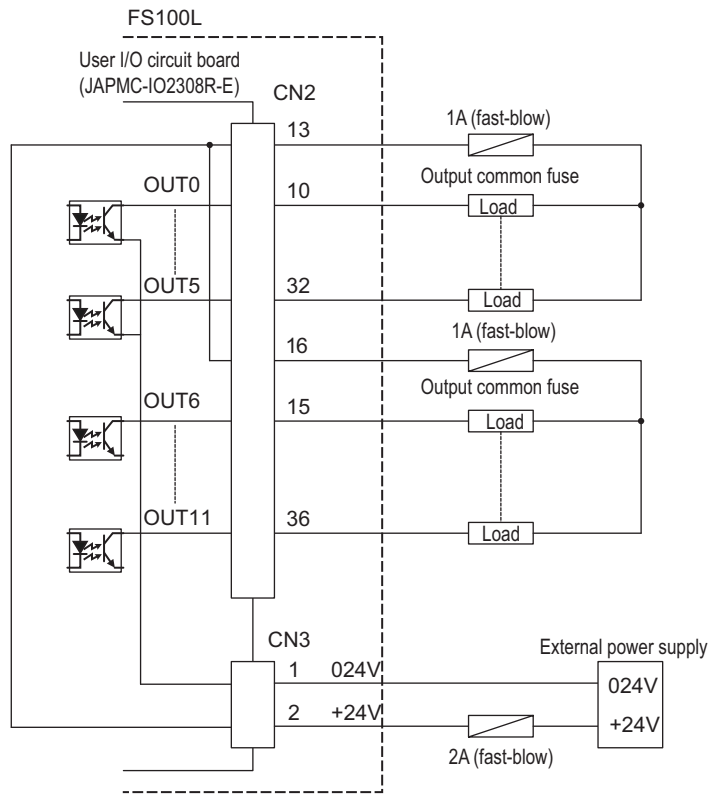 FS100L
User I/O circuit board
(JAPMC-IO2308R-E)
CN2
13
1A (fast-blow)
Output common fuse
OUT0
10
Load
OUT5
32
Load
1A (fast-blow)
16
Output common fuse
OUT6
15
Load
OUT11
36
Load
CN3
External power supply
1
024V
024V
2
+24V
+24V
2A (fast-blow)